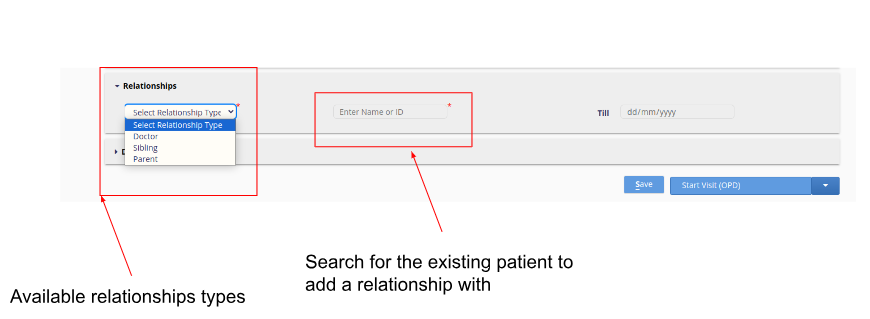 Relationships
Select Relationship Type *
Enter Name or ID *
Till
dd/mm/yyyy
Select Relationship Type
Doctor
Sibling
Parent
Save
Start Visit (OPD)
Search for the existing patient to
add a relationship with
Available relationships types